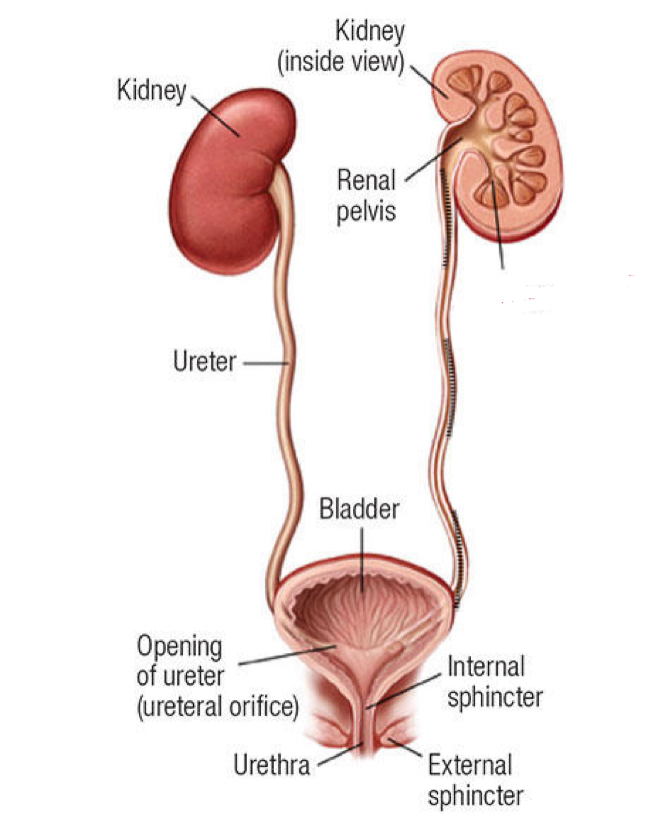 Kidney
(inside view)
Kidney
Renal
pelvis
Ureter
Bladder
Opening
of ureter
(ureteral orifice)
Internal
sphincter
Urethra
External
sphincter